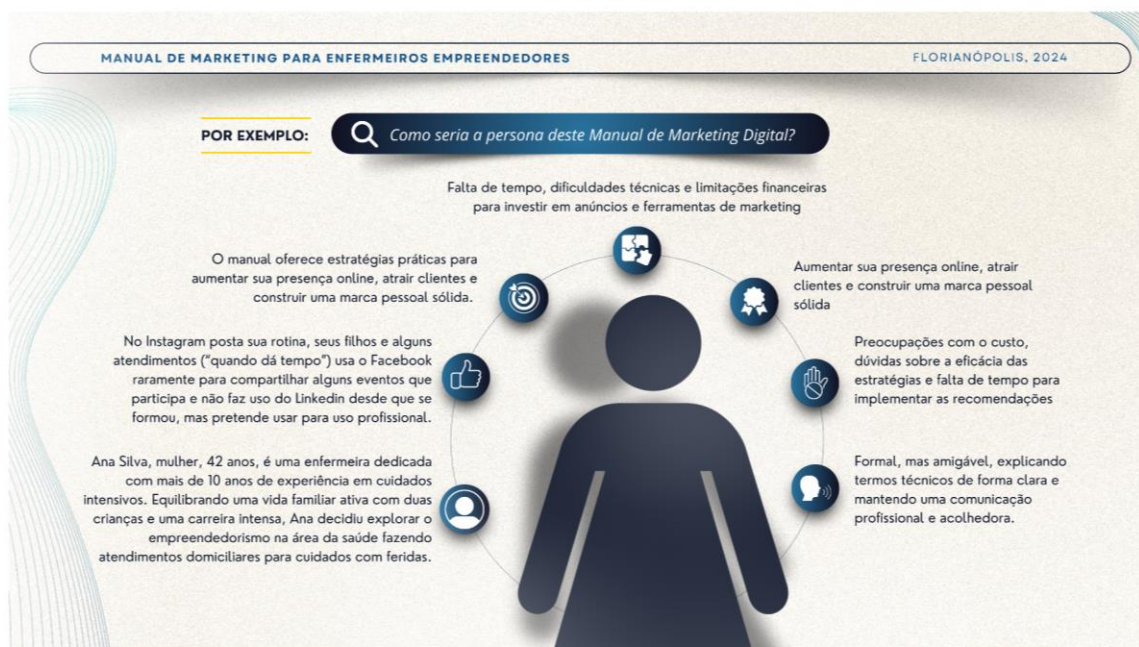 MANUAL DE MARKETING PARA ENFERMEIROS EMPREENDEDORES
FLORIANÓPOLIS, 2024
POR EXEMPLO:
Como seria a persona deste Manual de Marketing Digital?
Falta de tempo, dificuldades técnicas e limitações financeiras
para investir em anúncios e ferramentas de marketing
O manual oferece estratégias práticas para
aumentar sua presença online, atrair clientes e
construir uma marca pessoal sólida.
Aumentar sua presença online, atrair
clientes e construir uma marca pessoal
sólida
No Instagram posta sua rotina, seus filhos e alguns
atendimentos ("quando dá tempo") usa o Facebook
raramente para compartilhar alguns eventos que
participa e não faz uso do Linkedin desde que se
formou, mas pretende usar para uso profissional.
Preocupações com o custo,
dúvidas sobre a eficácia das
estratégias e falta de tempo para
implementar as recomendações
Ana Silva, mulher, 42 anos, é uma enfermeira dedicada
com mais de 10 anos de experiência em cuidados
intensivos. Equilibrando uma vida familiar ativa com duas
crianças e uma carreira intensa, Ana decidiu explorar o
empreendedorismo na área da saúde fazendo
atendimentos domiciliares para cuidados com feridas.
Formal, mas amigável, explicando
termos técnicos de forma clara e
mantendo uma comunicação
profissional e acolhedora.